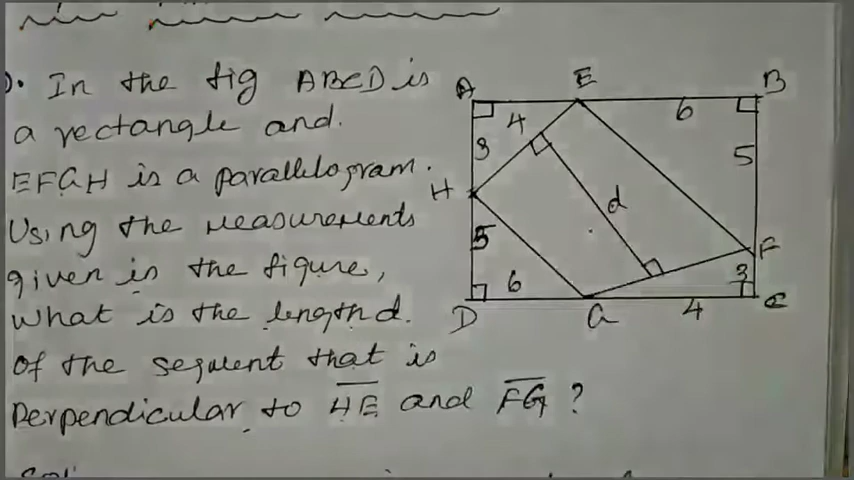 In the fig ABCD is
a rectangle and.
EFGH is a parallelogram.
Using the measurements
given in the figure,
What is the length d.
Of the segment that is
Perpendicular to HE and FG ?
A
E
B
4
6
3
5
H
d
5
F
6
3
D
G
4
C